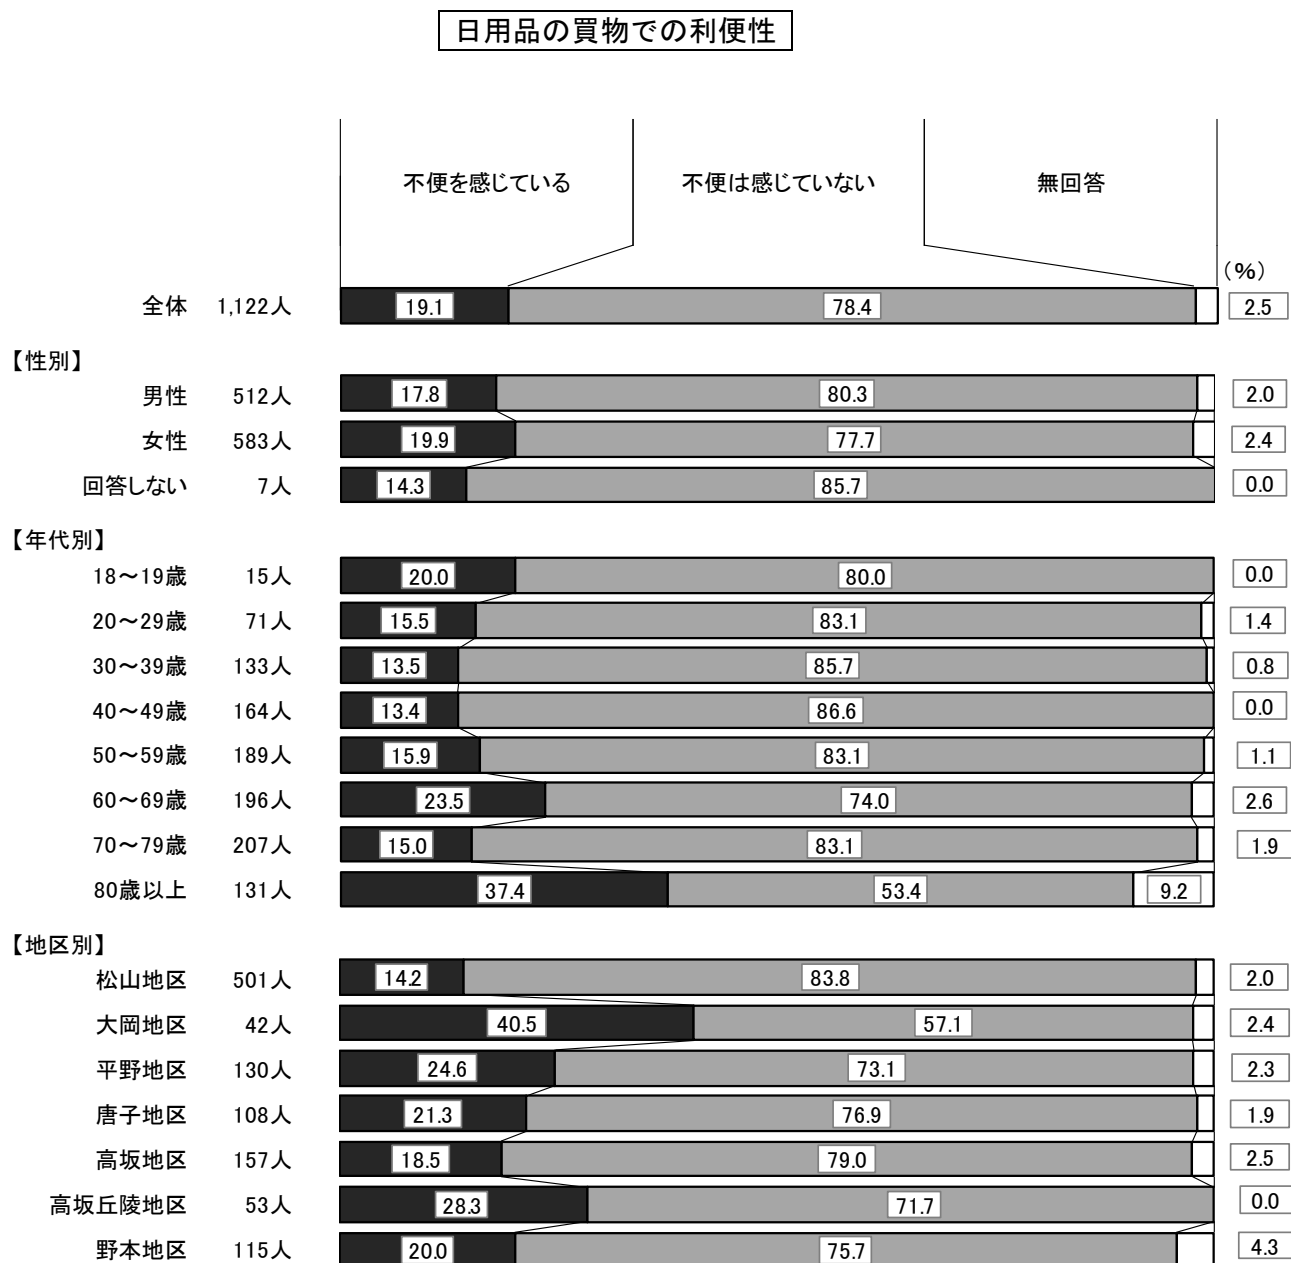 日用品の買物での利便性
不便を感じている 不便は感じていない 無回答
（%）
全体 1,122人 19.1 78.4 2.5
【性別】
男性 512人 17.8 80.3 2.0
女性 583人 19.9 77.7 2.4
回答しない 7人 14.3 85.7 0.0
【年代別】
18～19歳 15人 20.0 80.0 0.0
20～29歳 71人 15.5 83.1 1.4
30～39歳 133人 13.5 85.7 0.8
40～49歳 164人 13.4 86.6 0.0
50～59歳 189人 15.9 83.1 1.1
60～69歳 196人 23.5 74.0 2.6
70～79歳 207人 15.0 83.1 1.9
80歳以上 131人 37.4 53.4 9.2
【地区別】
松山地区 501人 14.2 83.8 2.0
大岡地区 42人 40.5 57.1 2.4
平野地区 130人 24.6 73.1 2.3
唐子地区 108人 21.3 76.9 1.9
高坂地区 157人 18.5 79.0 2.5
高坂丘陵地区 53人 28.3 71.7 0.0
野本地区 115人 20.0 75.7 4.3